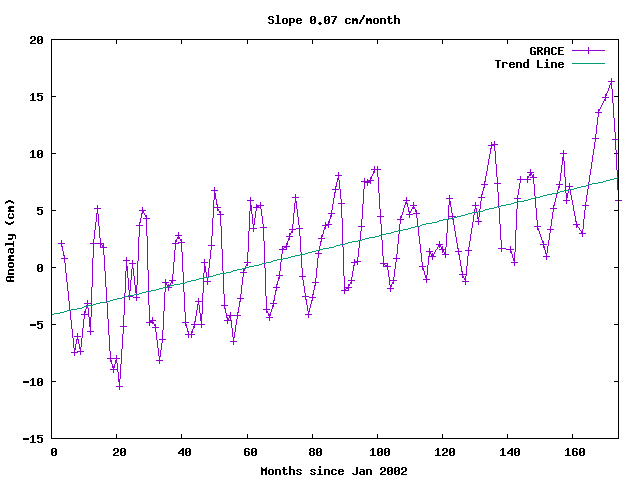 Slope 0.07 cm/month
GRACE
Trend Line
20
15
10
5
0
-5
-10
-15
Anomaly (cm)
0 20 40 60 80 100 120 140 160
Months since Jan 2002